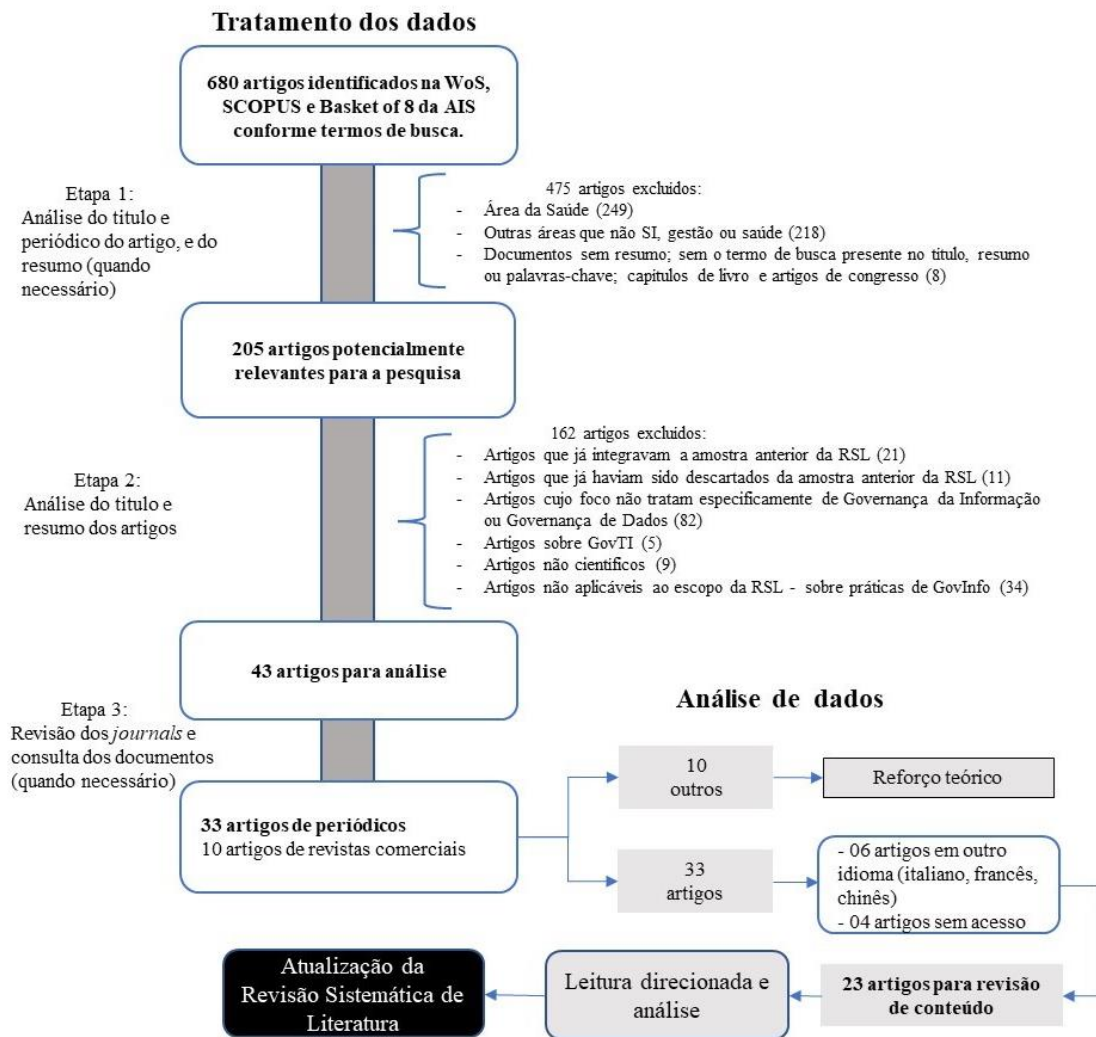 Tratamento dos dados
680 artigos identificados na WoS,
SCOPUS e Basket of 8 da AIS
conforme termos de busca.
Etapa 1:
Análise do titulo e
periódico do artigo, e do
resumo (quando
necessário)
475 artigos excluidos:
- Área da Saúde (249)
- Outras áreas que não SI, gestão ou saúde (218)
- Documentos sem resumo; sem o termo de busca presente no titulo, resumo
ou palavras-chave; capitulos de livro e artigos de congresso (8)
205 artigos potencialmente
relevantes para a pesquisa
Etapa 2:
Análise do titulo e
resumo dos artigos
162 artigos excluidos:
- Artigos que já integravam a amostra anterior da RSL (21)
- Artigos que já haviam sido descartados da amostra anterior da RSL (11)
- Artigos cujo foco não tratam especificamente de Governança da Informação
ou Governança de Dados (82)
- Artigos sobre GovTI (5)
- Artigos não cientificos (9)
- Artigos não aplicáveis ao escopo da RSL - sobre práticas de GovInfo (34)
43 artigos para análise
Etapa 3:
Revisão dos journals e
consulta dos documentos
(quando necessário)
33 artigos de periódicos
10 artigos de revistas comerciais
Análise de dados
10
outros
Reforço teórico
33
artigos
- 06 artigos em outro
idioma (italiano, francês,
chinês)
- 04 artigos sem acesso
23 artigos para revisão
de conteúdo
Leitura direcionada e
análise
Atualização da
Revisão Sistemática de
Literatura